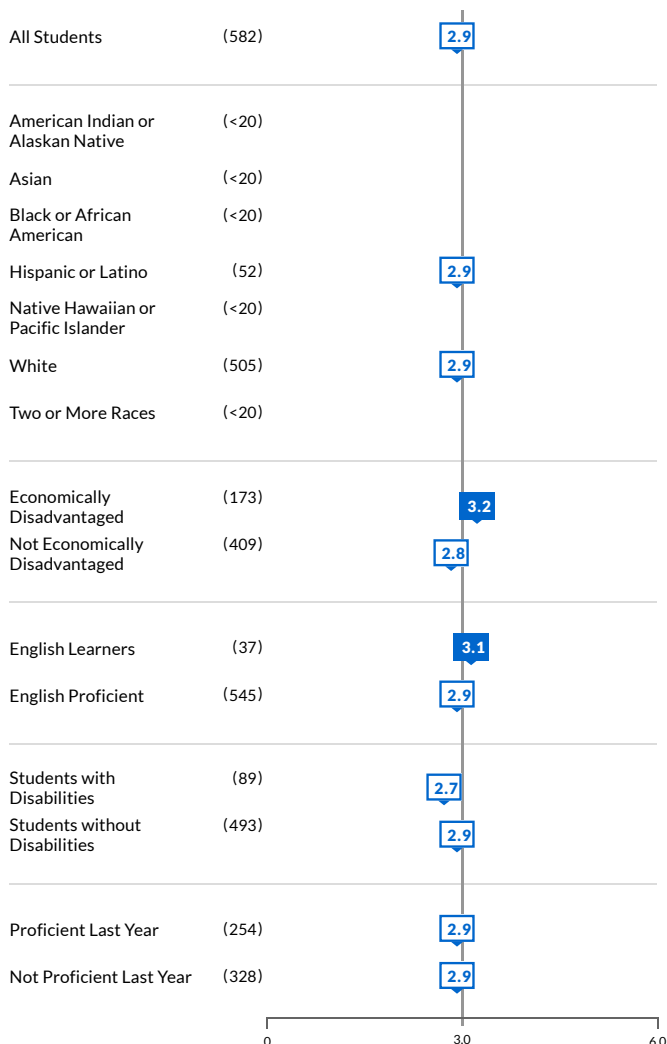 All Students (582) 2.9
American Indian or (<20)
Alaskan Native
Asian (<20)
Black or African (<20)
American
Hispanic or Latino (52) 2.9
Native Hawaiian or (<20)
Pacific Islander
White (505) 2.9
Two or More Races (<20)
Economically (173) 3.2
Disadvantaged
Not Economically (409) 2.8
Disadvantaged
English Learners (37) 3.1
English Proficient (545) 2.9
Students with (89) 2.7
Disabilities
Students without (493) 2.9
Disabilities
Proficient Last Year (254) 2.9
Not Proficient Last Year (328) 2.9
0 3.0 6.0